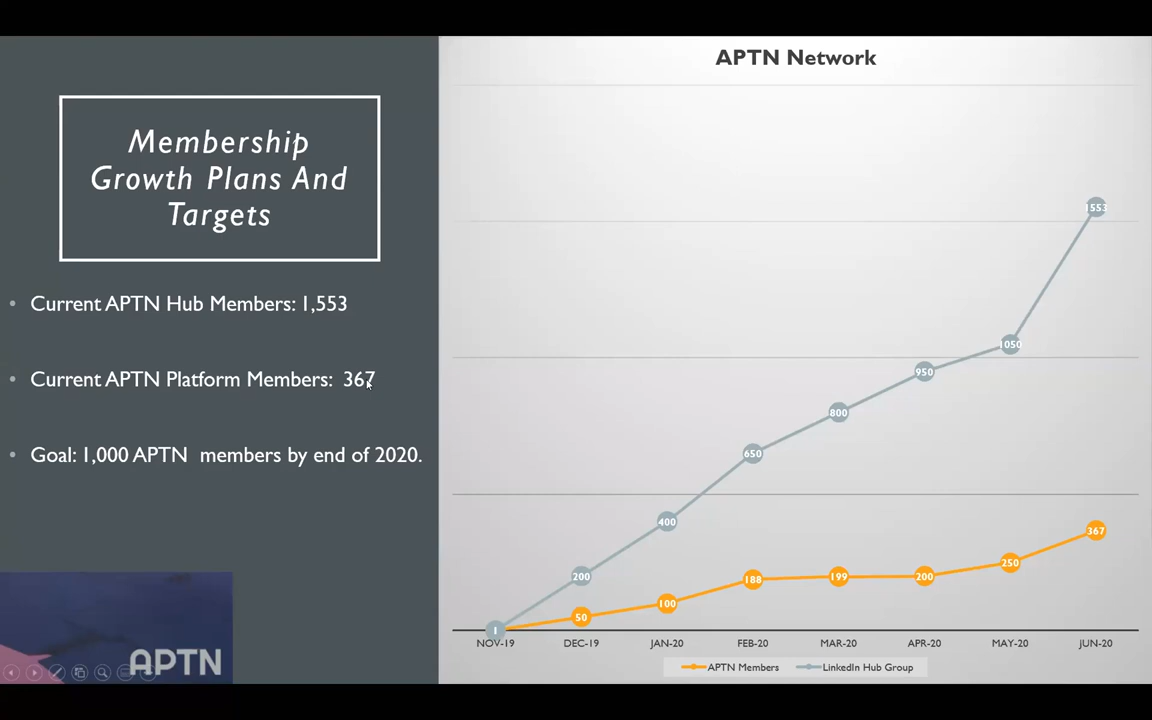 Membership
Growth Plans And
Targets
• Current APTN Hub Members: 1,553
• Current APTN Platform Members: 367
• Goal: 1,000 APTN members by end of 2020.
APTN
APTN Network
1553
1050
950
800
650
400
200
1
367
250
200
199
188
100
50
NOV-19 DEC-19 JAN-20 FEB-20 MAR-20 APR-20 MAY-20 JUN-20
APTN Members LinkedIn Hub Group